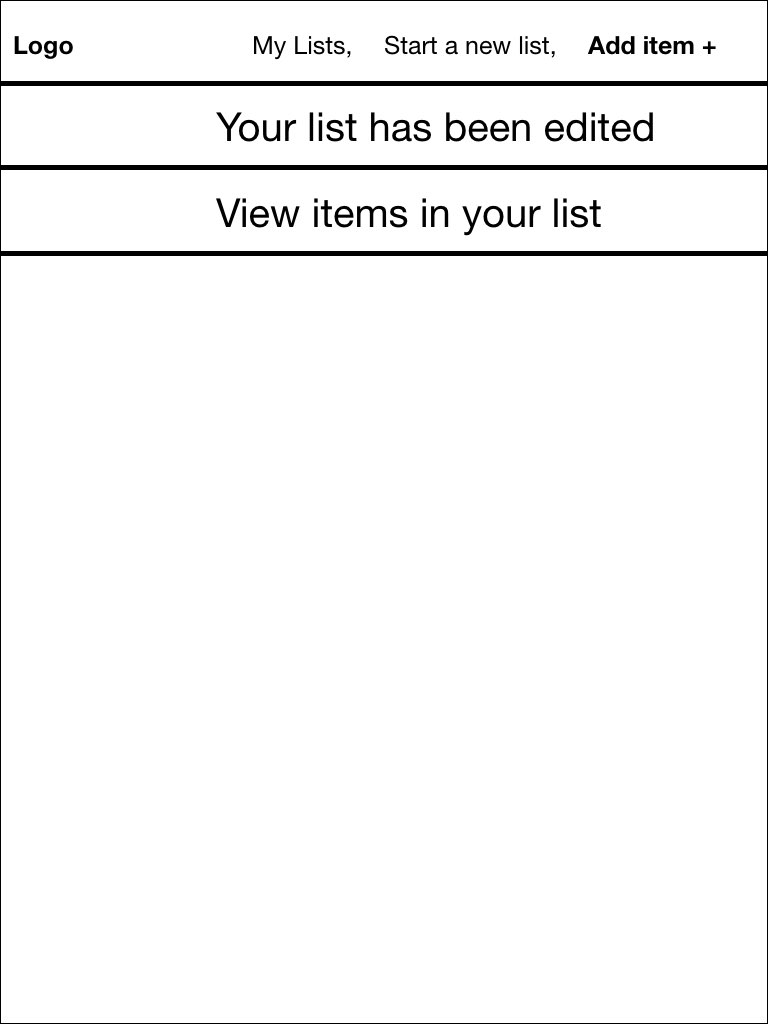 Logo My Lists, Start a new list, Add item +
Your list has been edited
View items in your list